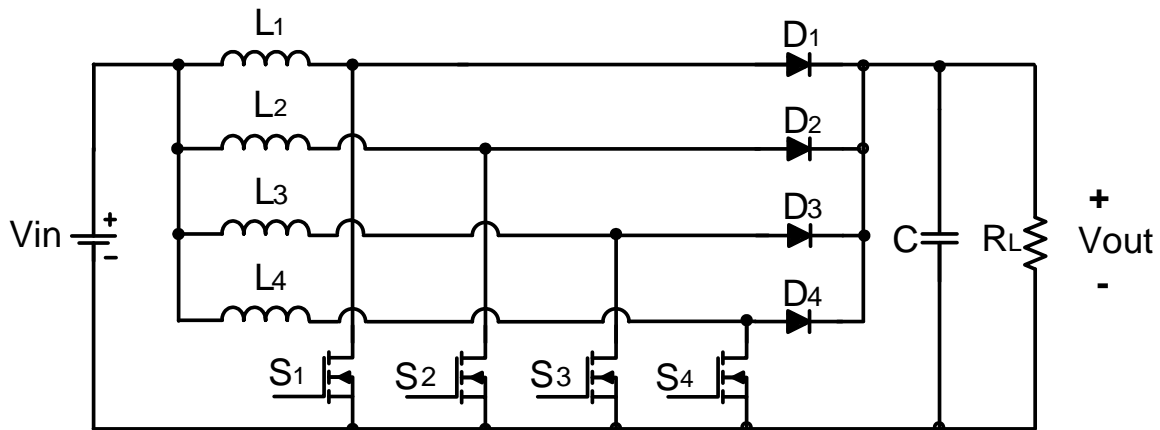 L1
D1
L2
D2
L3
D3
Vin
+
-
C
RL
+
Vout
-
L4
D4
S1
S2
S3
S4